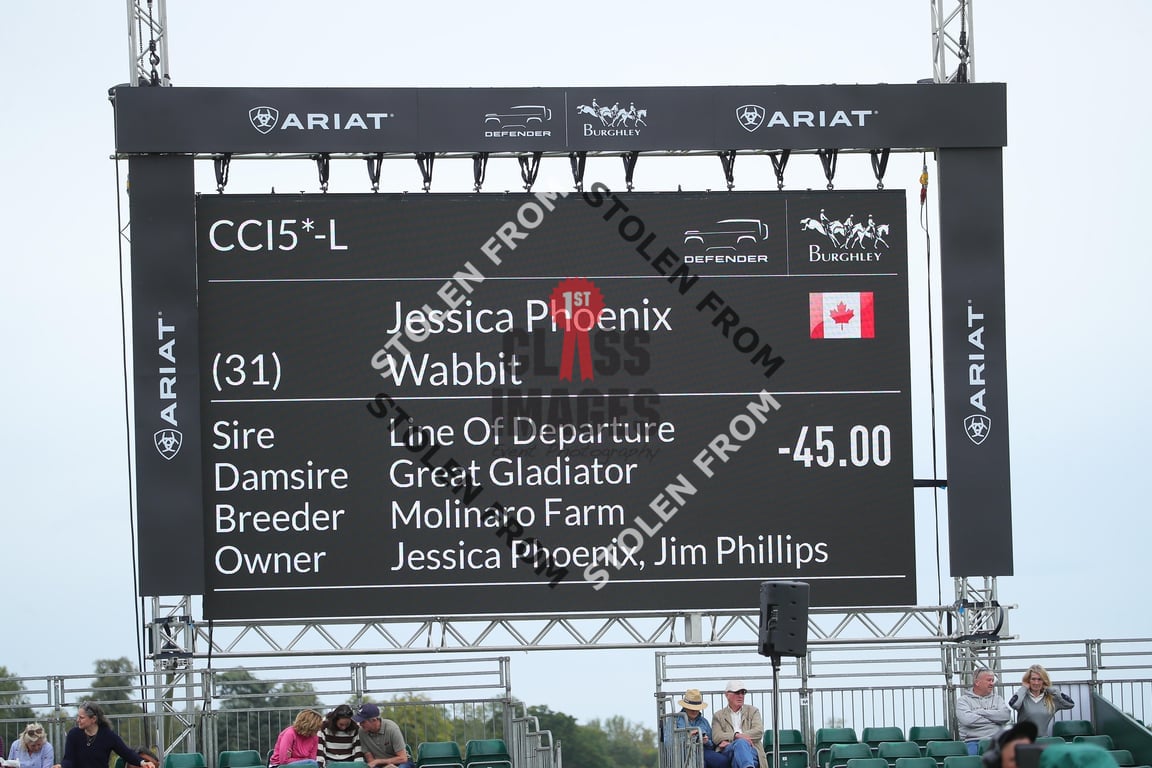 ARIAT
DEFENDER
BURGHLEY
ARIAT
CCI5*-L
DEFENDER
BURGHLEY
Jessica Phoenix
(31)
Wabbit
Sire Line Of Departure
-45.00
Damsire Great Gladiator
Breeder Molinaro Farm
Owner Jessica Phoenix, Jim Phillips
ARIAT
ARIAT
STOLEN FROM
STOLEN FROM
STOLEN FROM
STOLEN FROM
1ST
CLASS
IMAGES
Event Photography